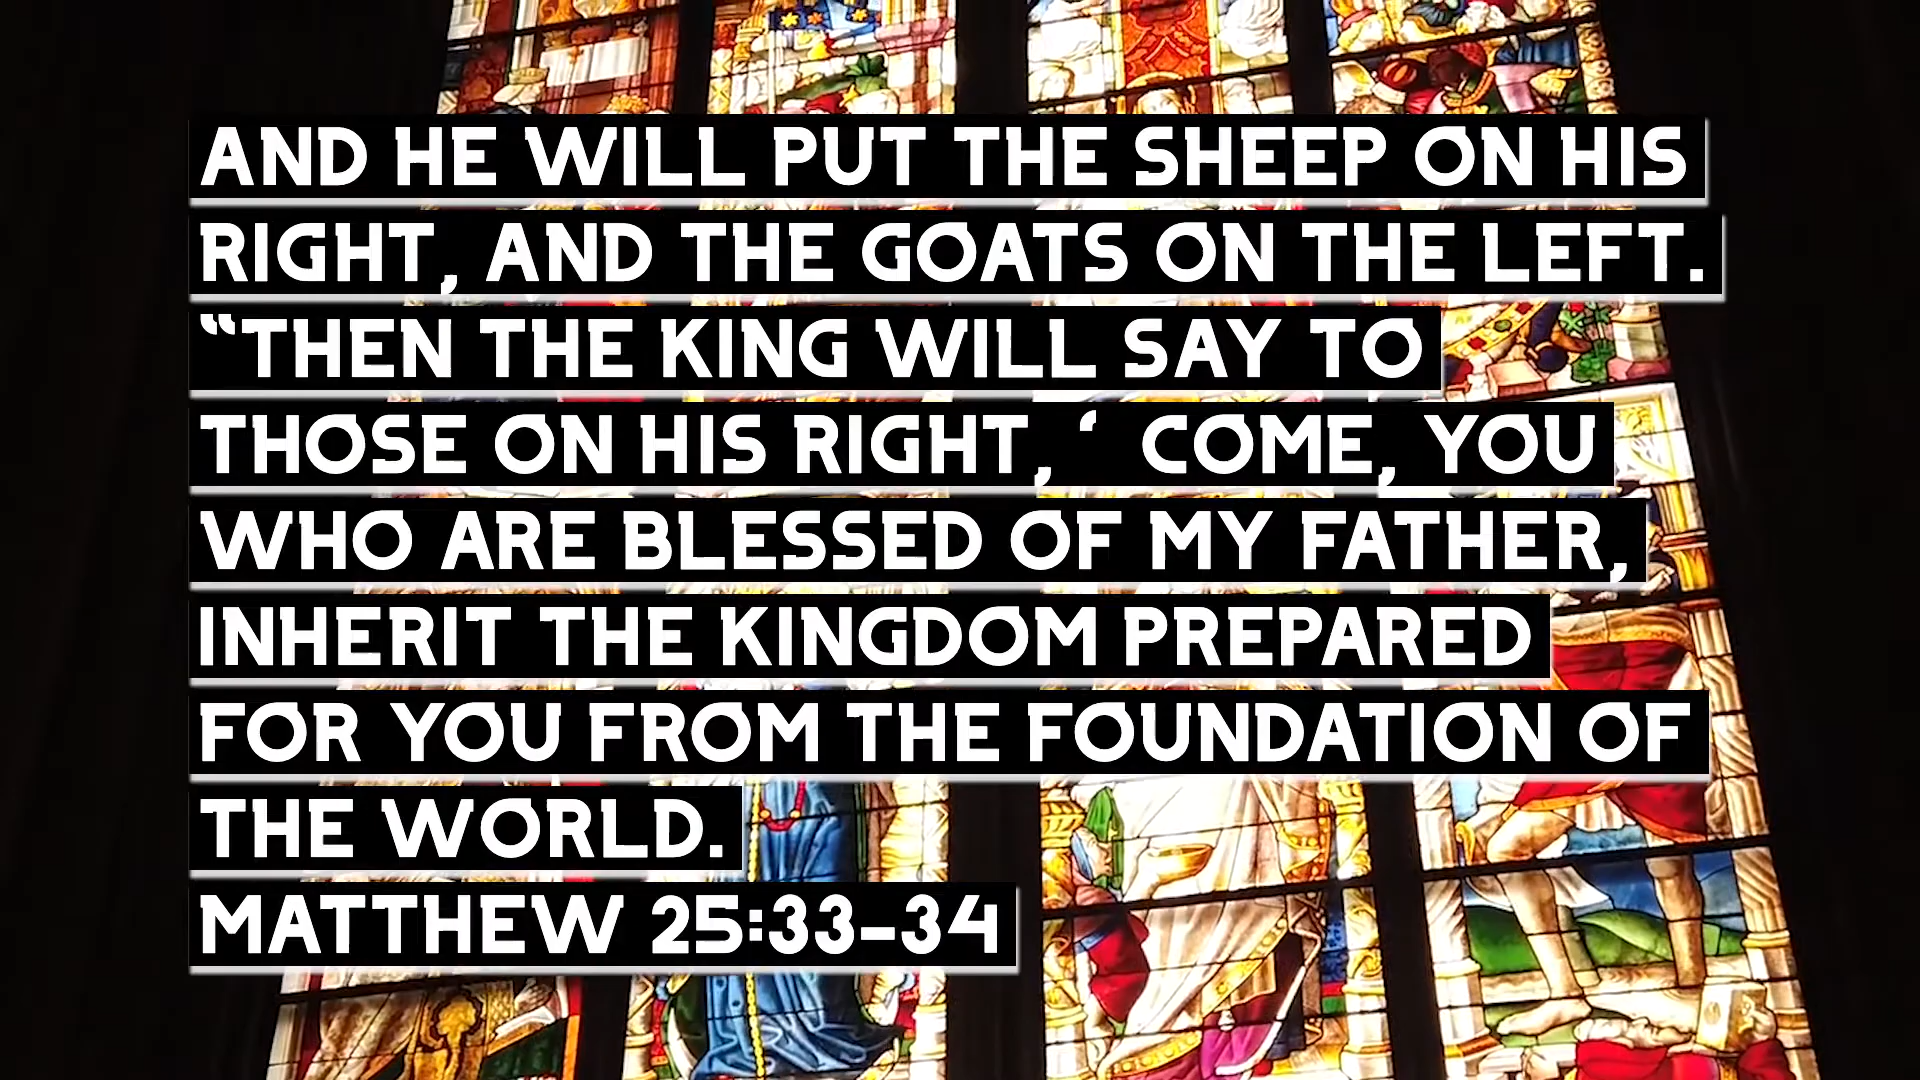 AND HE WILL PUT THE SHEEP ON HIS
RIGHT, AND THE GOATS ON THE LEFT.
“THEN THE KING WILL SAY TO
THOSE ON HIS RIGHT, ‘ COME, YOU
WHO ARE BLESSED OF MY FATHER,
INHERIT THE KINGDOM PREPARED
FOR YOU FROM THE FOUNDATION OF
THE WORLD.
MATTHEW 25:33-34